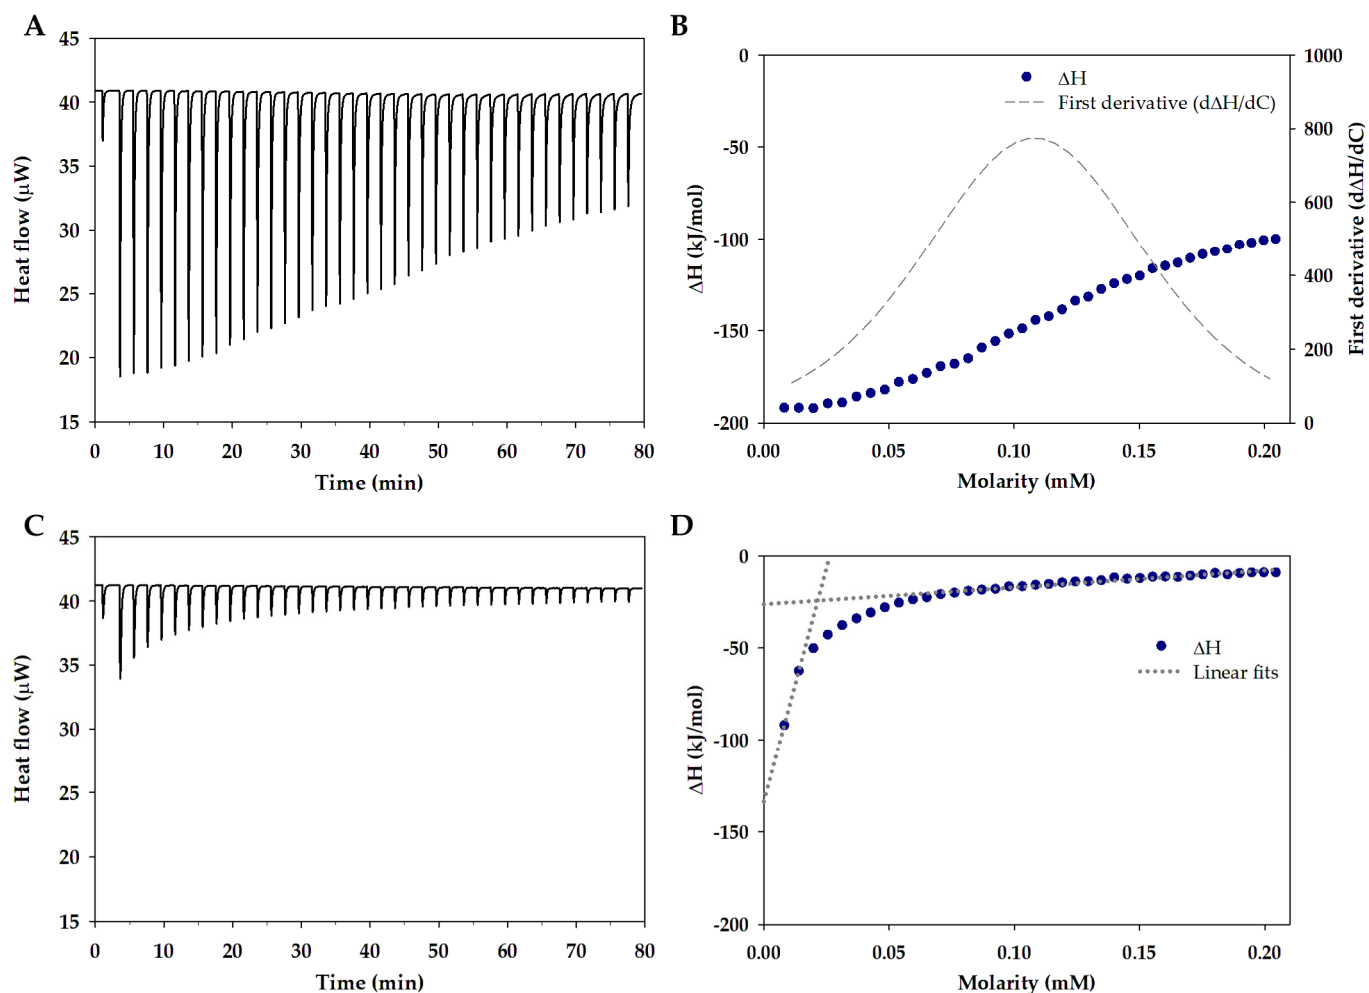 A
45
40
35
30
25
20
15
Heat flow (µW)
0 10 20 30 40 50 60 70 80
Time (min)
B
0
-50
-100
-150
-200
ΔH (kJ/mol)
ΔH
First derivative (dΔH/dC)
1000
800
600
400
200
0
First derivative (dΔH/dC)
0.00 0.05 0.10 0.15 0.20
Molarity (mM)
C
45
40
35
30
25
20
15
Heat flow (µW)
0 10 20 30 40 50 60 70 80
Time (min)
D
0
-50
-100
-150
-200
ΔH (kJ/mol)
ΔH
Linear fits
0.00 0.05 0.10 0.15 0.20
Molarity (mM)